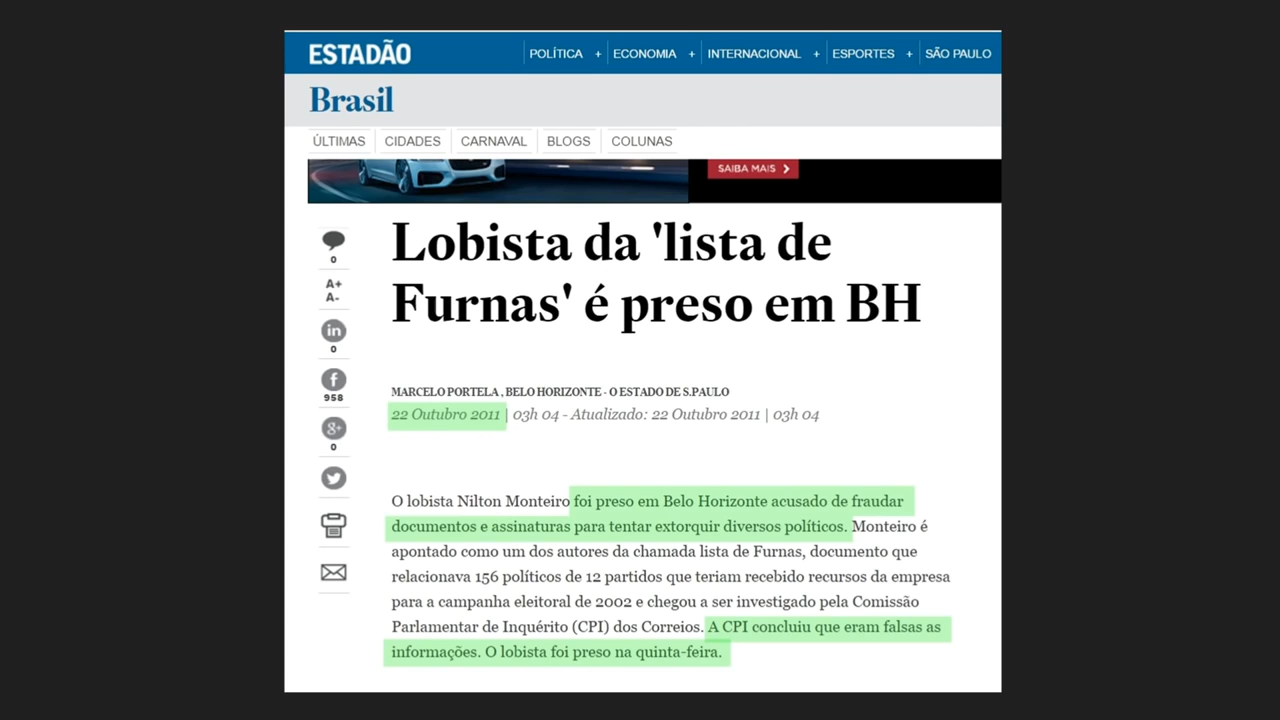 ESTADÃO
POLÍTICA + ECONOMIA + INTERNACIONAL + ESPORTES + SÃO PAULO
Brasil
ÚLTIMAS CIDADES CARNAVAL BLOGS COLUNAS
SAIBA MAIS
Lobista da 'lista de
Furnas' é preso em BH
0
A+
A-
in
0
f
958
8+
0
MARCELO PORTELA , BELO HORIZONTE - O ESTADO DE S.PAULO
22 Outubro 2011 | 03h 04 - Atualizado: 22 Outubro 2011 | 03h 04
O lobista Nilton Monteiro foi preso em Belo Horizonte acusado de fraudar
documentos e assinaturas para tentar extorquir diversos políticos. Monteiro é
apontado como um dos autores da chamada lista de Furnas, documento que
relacionava 156 políticos de 12 partidos que teriam recebido recursos da empresa
para a campanha eleitoral de 2002 e chegou a ser investigado pela Comissão
Parlamentar de Inquérito (CPI) dos Correios. A CPI concluiu que eram falsas as
informações. O lobista foi preso na quinta-feira.